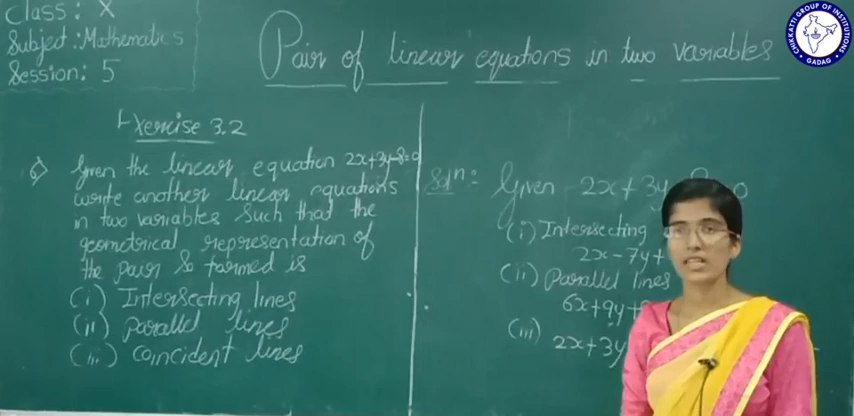 Class: X
Subject: Mathematics
Session: 5
Pair of linear equations in two variables
CHIKKATTI GROUP OF INSTITUTIONS
GADAG
Exercise 3.2
6) Given the linear equation 2x+3y-8=0
write another linear equations
in two variables such that the
geometrical representation of
the pair so formed is
(i) Intersecting lines
(ii) parallel lines
(iii) coincident lines
Solⁿ: Given 2x+3y
(i) Intersecting
2x-7y+
(ii) Parallel lines
6x+9y+
(iii)
2x+3y